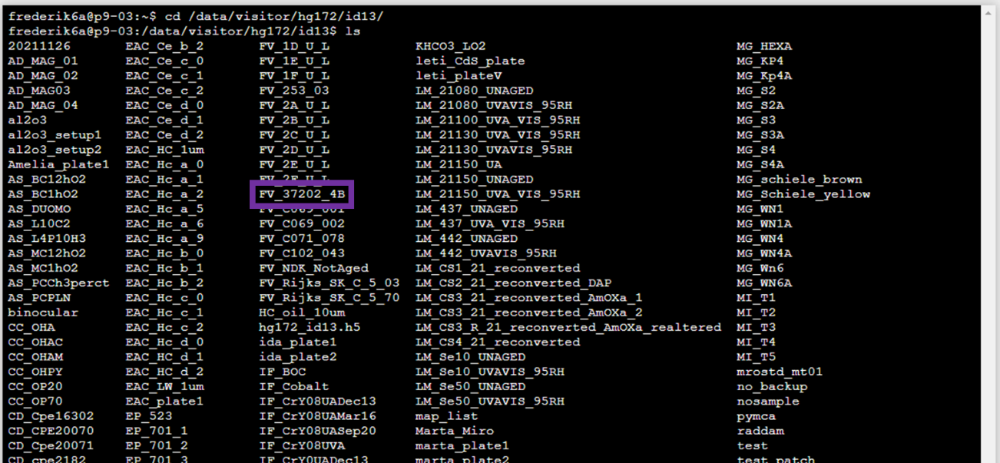 frederik6a@p9-03:~$ cd /data/visitor/hg172/id13/
frederik6a@p9-03:/data/visitor/hg172/id13$ ls
20211126 EAC_Ce_b_2 FV_1D_U_L KHCO3_LO2 MG_HEXA
AD_MAG_01 EAC_Ce_c_0 FV_1E_U_L leti_CdS_plate MG_KP4
AD_MAG_02 EAC_Ce_c_1 FV_1F_U_L leti_plateV MG_Kp4A
AD_MAG03 EAC_Ce_c_2 FV_253_03 LM_21080_UNAGED MG_S2
AD_MAG_04 EAC_Ce_d_0 FV_2A_U_L LM_21080_UVAVIS_95RH MG_S2A
al2o3 EAC_Ce_d_1 FV_2B_U_L LM_21100_UVA_VIS_95RH MG_S3
al2o3_setup1 EAC_Ce_d_2 FV_2C_U_L LM_21130_UVA_VIS_95RH MG_S3A
al2o3_setup2 EAC_HC_1um FV_2D_U_L LM_21130_UVAVIS_95RH MG_S4
Amelia_plate1 EAC_Hc_a_0 FV_2E_U_L LM_21150_UA MG_S4A
AS_BC12hO2 EAC_Hc_a_1 FV_2F_U_L LM_21150_UNAGED MG_schiele_brown
AS_BC1hO2 EAC_Hc_a_2 FV_37202_4B LM_21150_UVA_VIS_95RH MG_Schiele_yellow
AS_DUOMO EAC_Hc_a_5 FV_C069_001 LM_437_UNAGED MG_WN1
AS_L10C2 EAC_Hc_a_6 FV_C069_002 LM_437_UVA_VIS_95RH MG_WN1A
AS_L4P10H3 EAC_Hc_a_9 FV_C071_078 LM_442_UNAGED MG_WN4
AS_MC12hO2 EAC_Hc_b_0 FV_C102_043 LM_442_UVAVIS_95RH MG_WN4A
AS_MC1hO2 EAC_Hc_b_1 FV_NDK_NotAged LM_CS1_21_reconverted MG_Wn6
AS_PCCh3perct EAC_Hc_b_2 FV_Rijks_SK_C_5_03 LM_CS2_21_reconverted_DAP MG_WN6A
AS_PCPLN EAC_Hc_c_0 FV_Rijks_SK_C_5_70 LM_CS3_21_reconverted_AmOXa_1 MI_T1
binocular EAC_Hc_c_1 HC_oil_10um LM_CS3_21_reconverted_AmOXa_2 MI_T2
CC_OHA EAC_Hc_c_2 hg172_id13.h5 LM_CS3_R_21_reconverted_AmOXa_realtered MI_T3
CC_OHAC EAC_Hc_d_0 ida_plate1 LM_CS4_21_reconverted MI_T4
CC_OHAM EAC_HC_d_1 ida_plate2 LM_Se10_UNAGED MI_T5
CC_OHPY EAC_HC_d_2 IF_BOC LM_Se10_UVAVIS_95RH mrostd_mt01
CC_OP20 EAC_LW_1um IF_Cobalt LM_Se50_UNAGED no_backup
CC_OP70 EAC_plate1 IF_CrY08UADec13 LM_Se50_UVAVIS_95RH nosample
CD_Cpe16302 EP_523 IF_CrY08UAMar16 map_list pymca
CD_CPE20070 EP_701_1 IF_CrY08UASep20 Marta_Miro raddam
CD_Cpe20071 EP_701_2 IF_CrY08UVA marta_plate1 test
CD_cpe2182 EP_701_3 IF_CrY0UADec13 marta_plate2 test_patch